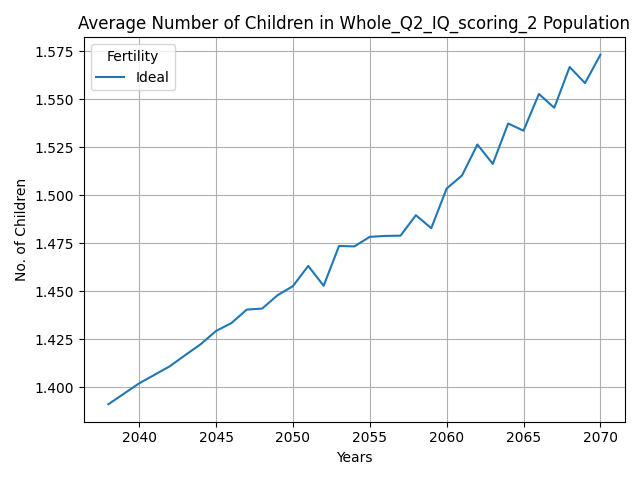 Average Number of Children in Whole_Q2_IQ_scoring_2 Population
Fertility
Ideal
No. of Children
1.575
1.550
1.525
1.500
1.475
1.450
1.425
1.400
2040 2045 2050 2055 2060 2065 2070
Years